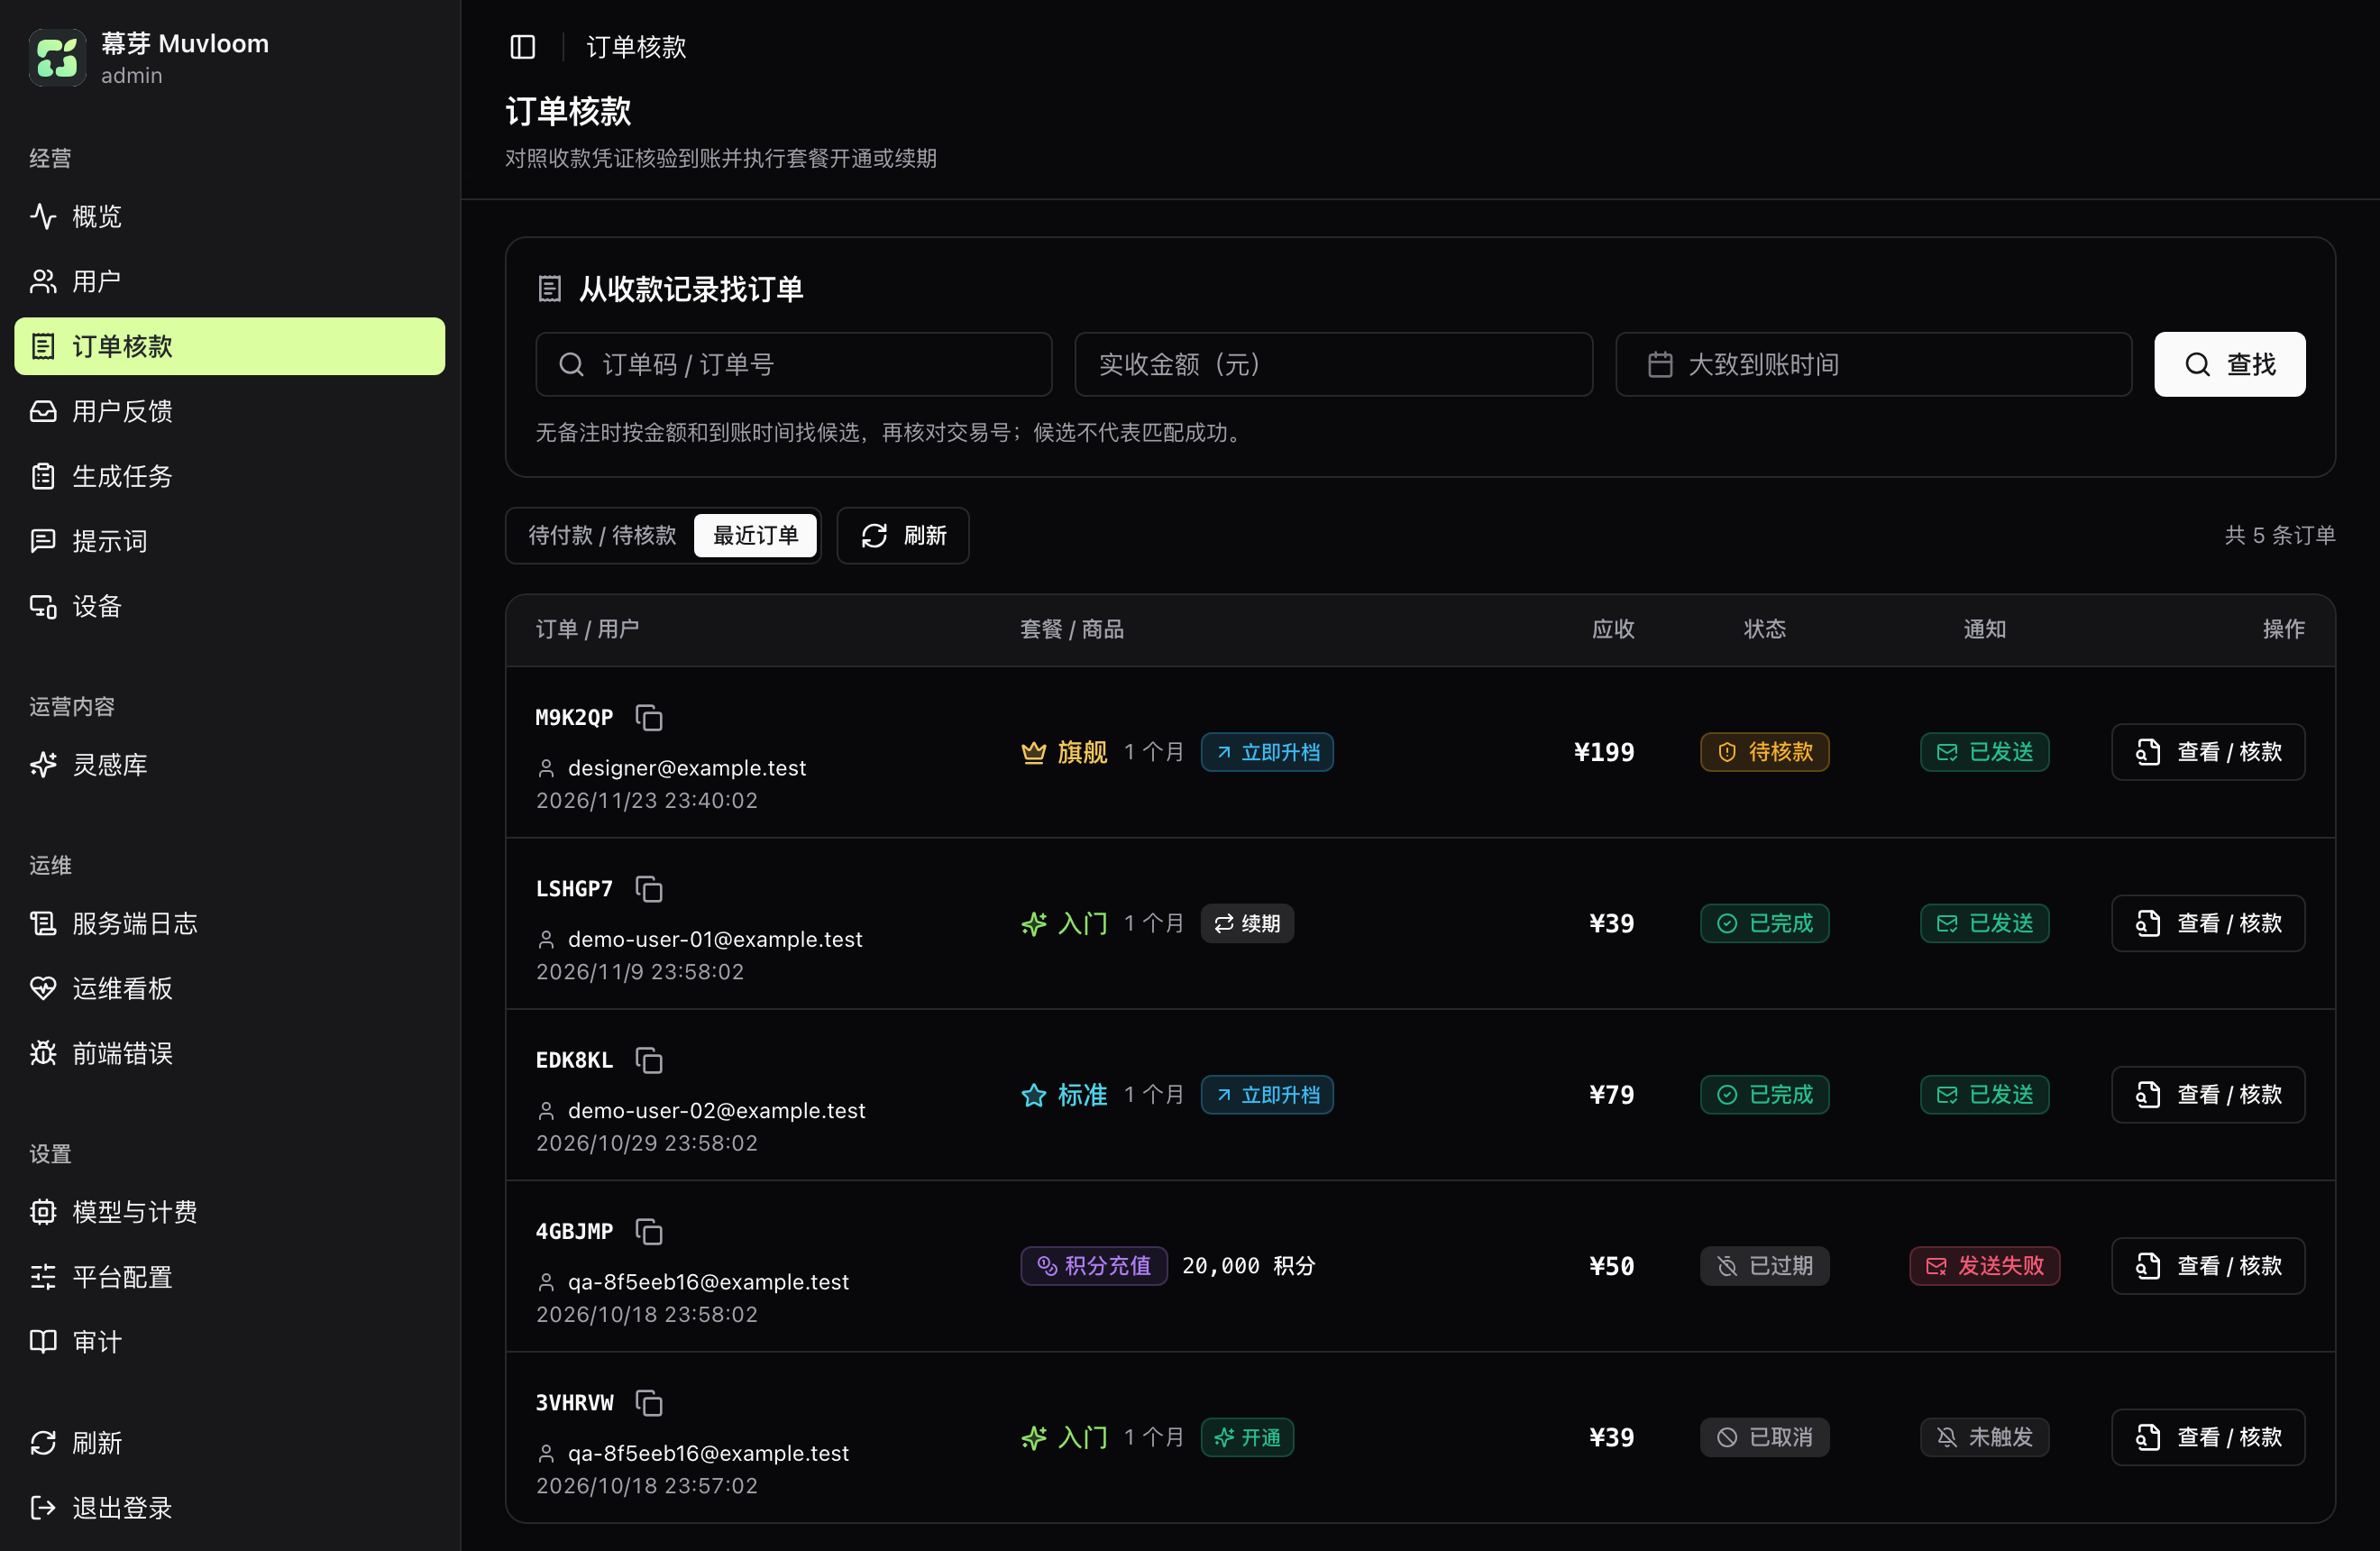 幕芽 Muvloom
admin
经营
概览
用户
订单核款
用户反馈
生成任务
提示词
设备
运营内容
灵感库
运维
服务端日志
运维看板
前端错误
设置
模型与计费
平台配置
审计
刷新
退出登录
订单核款
订单核款
对照收款凭证核验到账并执行套餐开通或续期
从收款记录找订单
订单码 / 订单号
实收金额（元）
大致到账时间
查找
无备注时按金额和到账时间找候选，再核对交易号；候选不代表匹配成功。
待付款 / 待核款
最近订单
刷新
共 5 条订单
订单 / 用户 套餐 / 商品 应收 状态 通知 操作
M9K2QP
designer@example.test
2026/11/23 23:40:02
旗舰 1 个月 立即升档 ¥199 待核款 已发送 查看 / 核款
LSHGP7
demo-user-01@example.test
2026/11/9 23:58:02
入门 1 个月 续期 ¥39 已完成 已发送 查看 / 核款
EDK8KL
demo-user-02@example.test
2026/10/29 23:58:02
标准 1 个月 立即升档 ¥79 已完成 已发送 查看 / 核款
4GBJMP
qa-8f5eeb16@example.test
2026/10/18 23:58:02
积分充值 20,000 积分 ¥50 已过期 发送失败 查看 / 核款
3VHRVW
qa-8f5eeb16@example.test
2026/10/18 23:57:02
入门 1 个月 开通 ¥39 已取消 未触发 查看 / 核款